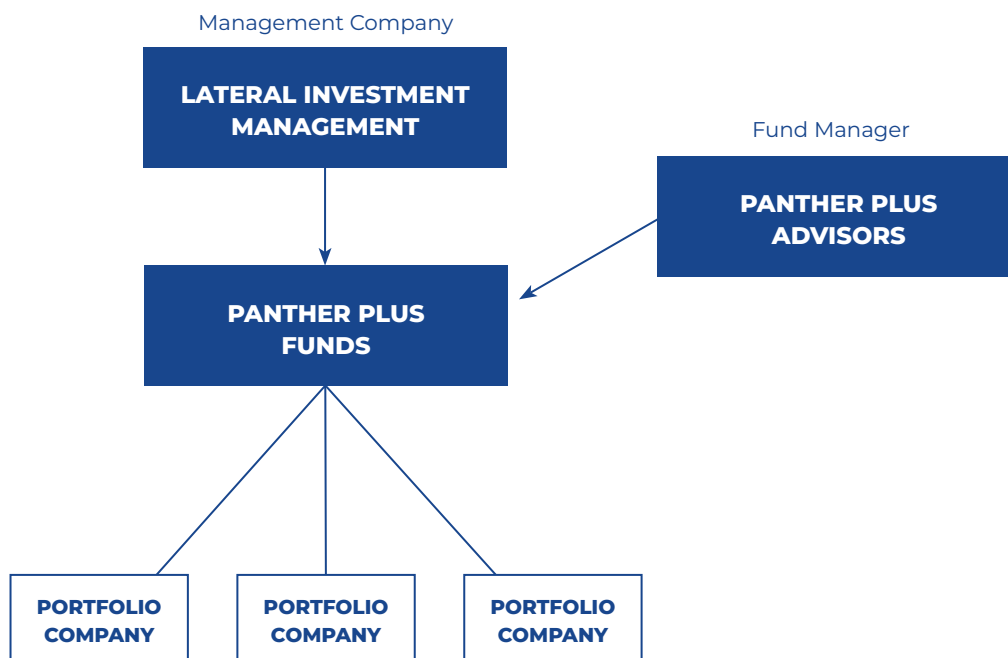 Management Company
LATERAL INVESTMENT
MANAGEMENT
Fund Manager
PANTHER PLUS
ADVISORS
PANTHER PLUS
FUNDS
PORTFOLIO
COMPANY
PORTFOLIO
COMPANY
PORTFOLIO
COMPANY